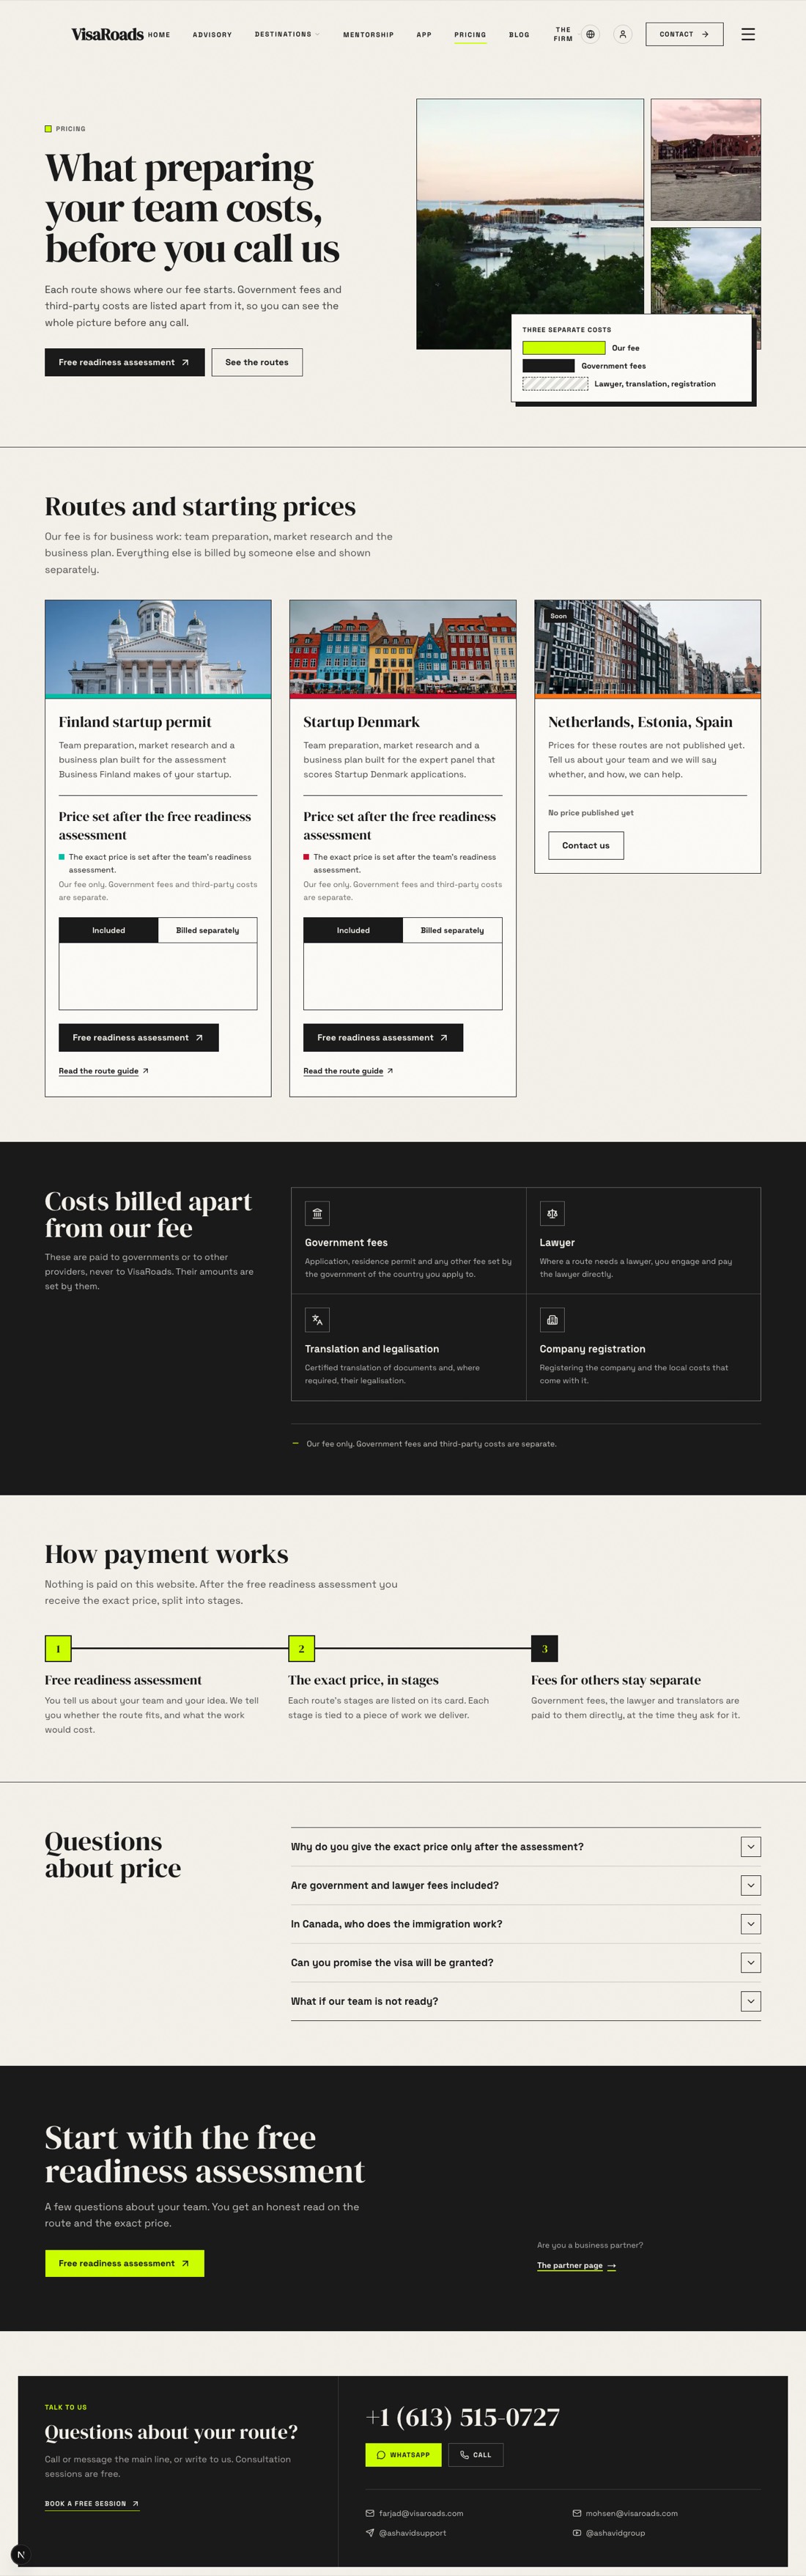 VisaRoads HOME ADVISORY DESTINATIONS MENTORSHIP APP PRICING BLOG THE FIRM CONTACT →
PRICING
What preparing
your team costs,
before you call us
Each route shows where our fee starts. Government fees and
third-party costs are listed apart from it, so you can see the
whole picture before any call.
Free readiness assessment ↗ See the routes
THREE SEPARATE COSTS
Our fee
Government fees
Lawyer, translation, registration
Routes and starting prices
Our fee is for business work: team preparation, market research and the
business plan. Everything else is billed by someone else and shown
separately.
Finland startup permit
Team preparation, market research and a
business plan built for the assessment
Business Finland makes of your startup.
Price set after the free readiness
assessment
The exact price is set after the team's readiness
assessment.
Our fee only. Government fees and third-party costs
are separate.
Included Billed separately
Free readiness assessment ↗
Read the route guide ↗
Startup Denmark
Team preparation, market research and a
business plan built for the expert panel that
scores Startup Denmark applications.
Price set after the free readiness
assessment
The exact price is set after the team's readiness
assessment.
Our fee only. Government fees and third-party costs
are separate.
Included Billed separately
Free readiness assessment ↗
Read the route guide ↗
Soon
Netherlands, Estonia, Spain
Prices for these routes are not published yet.
Tell us about your team and we will say
whether, and how, we can help.
No price published yet
Contact us
Costs billed apart
from our fee
These are paid to governments or to other
providers, never to VisaRoads. Their amounts are
set by them.
Government fees
Application, residence permit and any other fee set by
the government of the country you apply to.
Lawyer
Where a route needs a lawyer, you engage and pay
the lawyer directly.
Translation and legalisation
Certified translation of documents and, where
required, their legalisation.
Company registration
Registering the company and the local costs that
come with it.
Our fee only. Government fees and third-party costs are separate.
How payment works
Nothing is paid on this website. After the free readiness assessment you
receive the exact price, split into stages.
1
Free readiness assessment
You tell us about your team and your idea. We tell
you whether the route fits, and what the work
would cost.
2
The exact price, in stages
Each route's stages are listed on its card. Each
stage is tied to a piece of work we deliver.
3
Fees for others stay separate
Government fees, the lawyer and translators are
paid to them directly, at the time they ask for it.
Questions
about price
Why do you give the exact price only after the assessment?
Are government and lawyer fees included?
In Canada, who does the immigration work?
Can you promise the visa will be granted?
What if our team is not ready?
Start with the free
readiness assessment
A few questions about your team. You get an honest read on the
route and the exact price.
Free readiness assessment ↗
Are you a business partner?
The partner page →
TALK TO US
Questions about your route?
Call or message the main line, or write to us. Consultation
sessions are free.
BOOK A FREE SESSION ↗
+1 (613) 515-0727
WHATSAPP CALL
farjad@visaroads.com mohsen@visaroads.com
@ashavidsupport @ashavidgroup
N